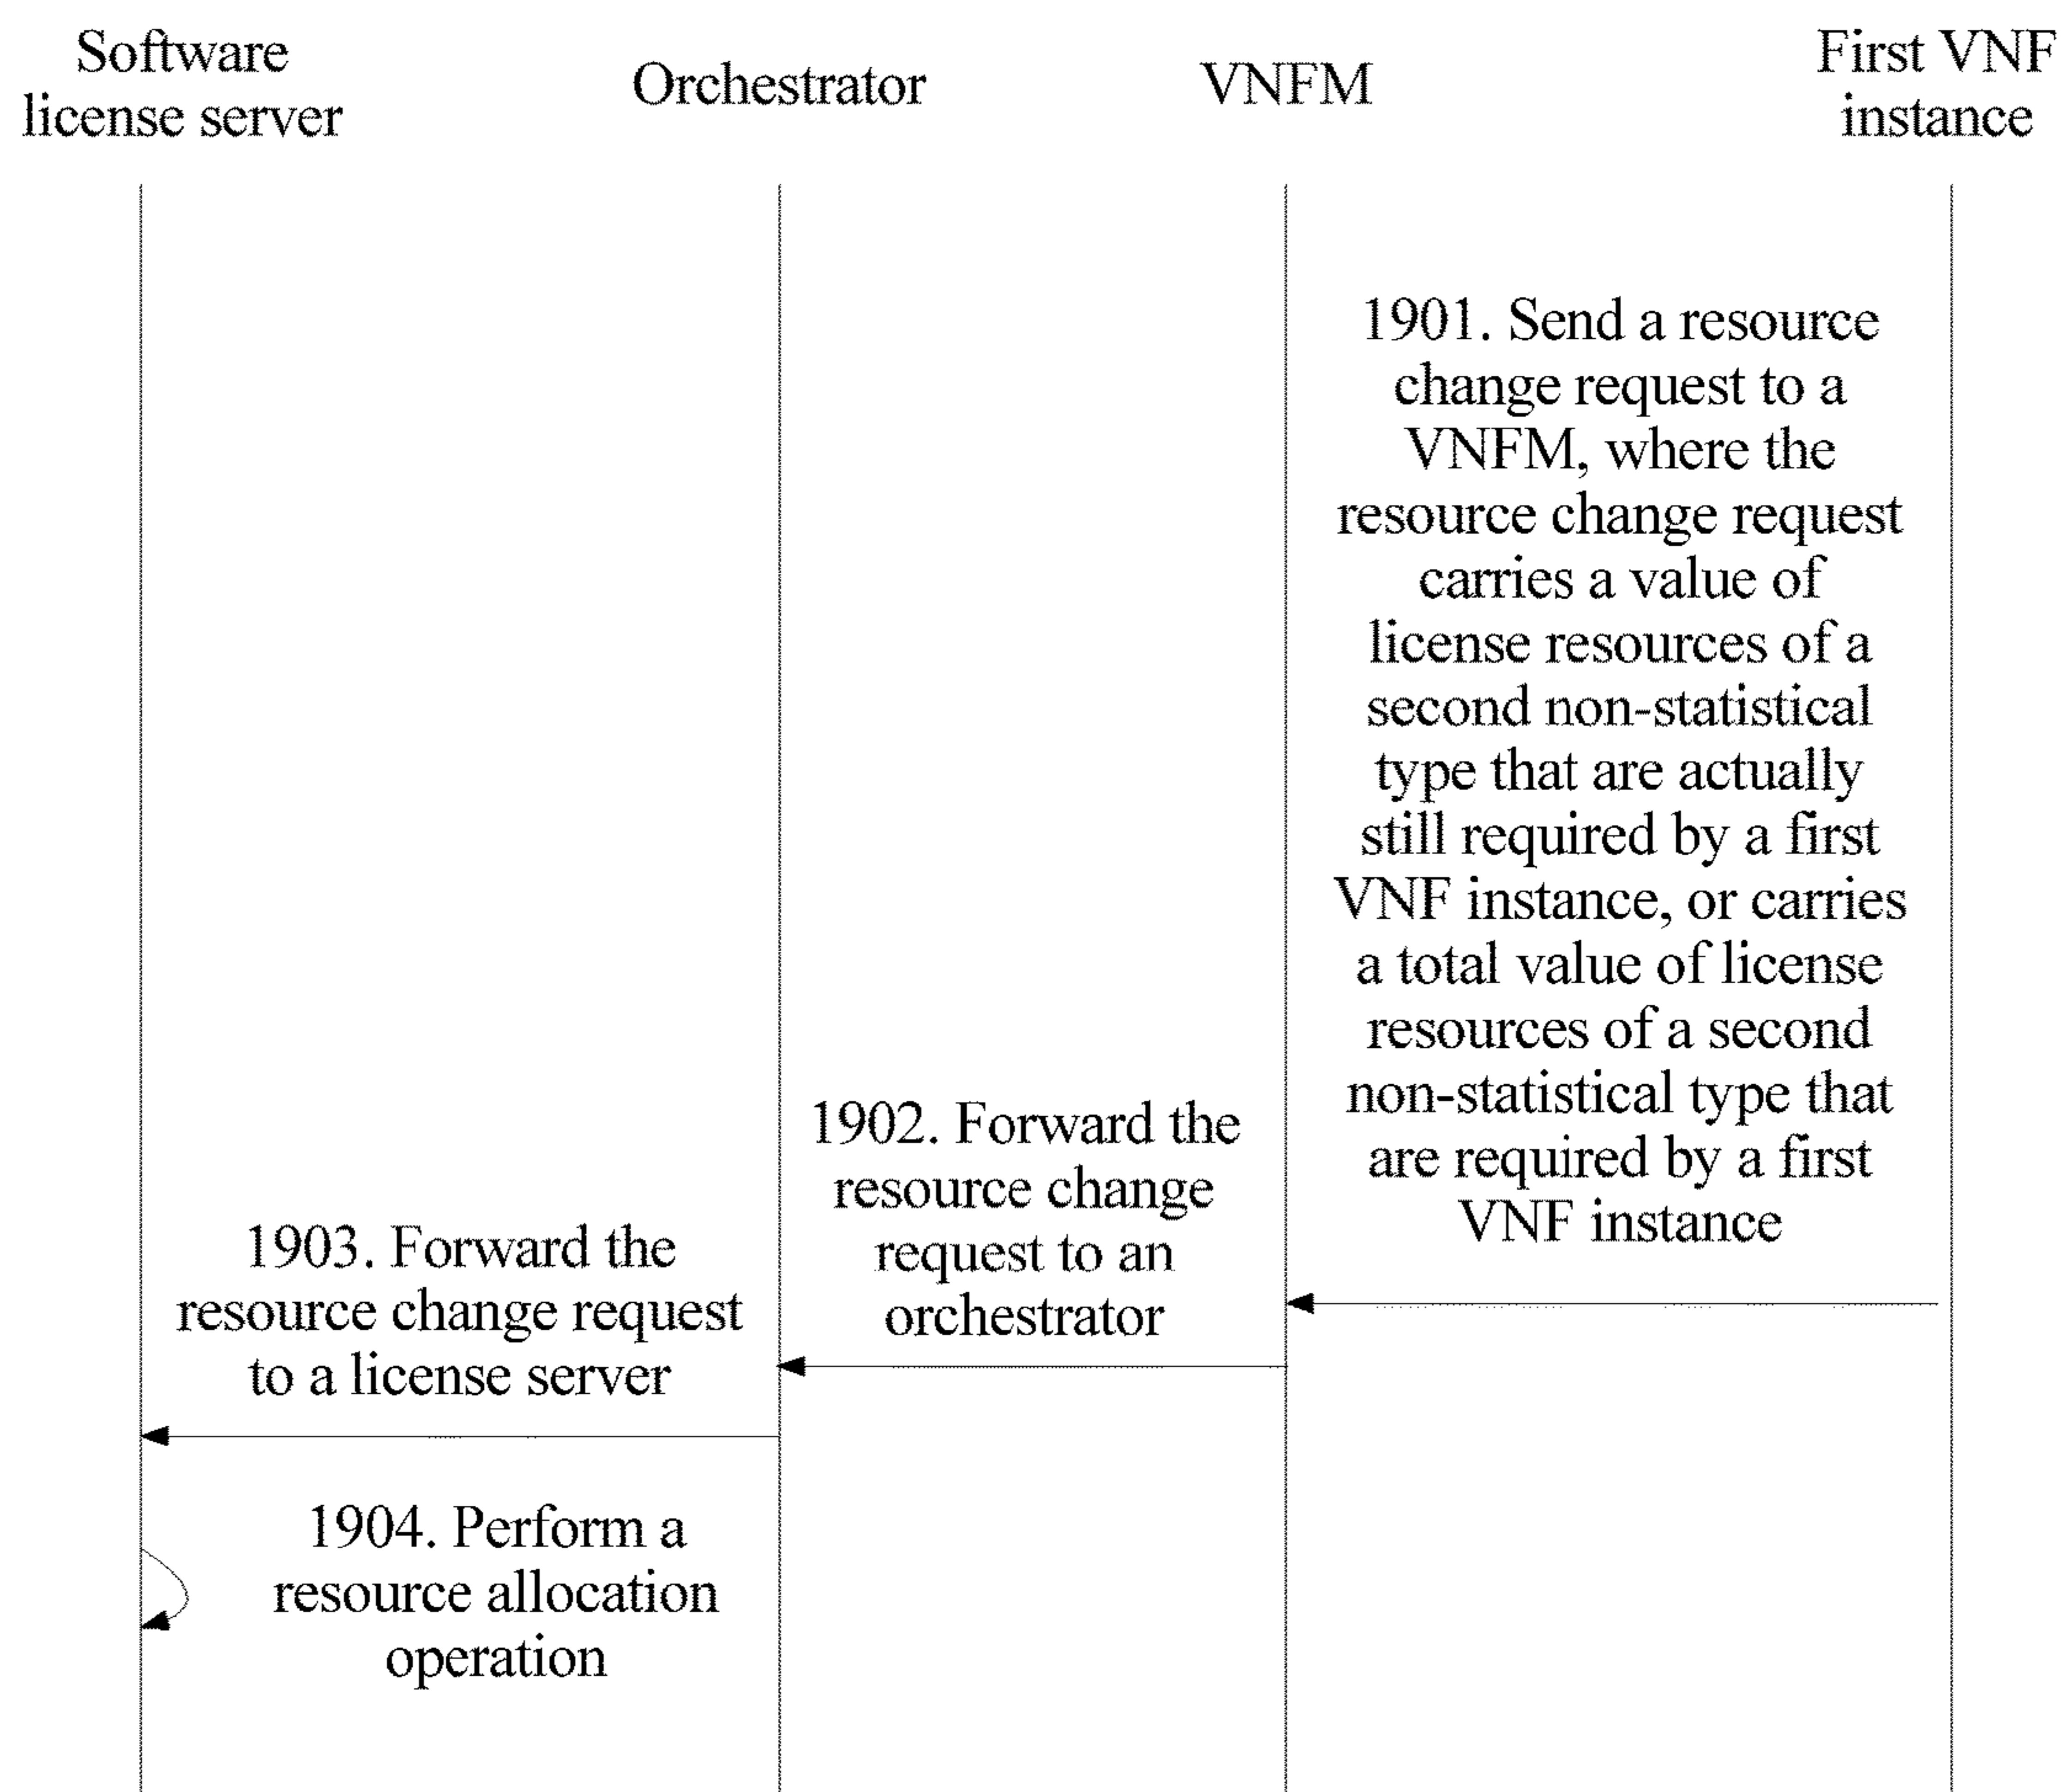 Software
license server
Orchestrator
VNFM
First VNF
instance
1901. Send a resource
change request to a
VNFM, where the
resource change request
carries a value of
license resources of a
second non-statistical
type that are actually
still required by a first
VNF instance, or carries
a total value of license
resources of a second
non-statistical type that
are required by a first
VNF instance
1902. Forward the
resource change
request to an
orchestrator
1903. Forward the
resource change request
to a license server
1904. Perform a
resource allocation
operation